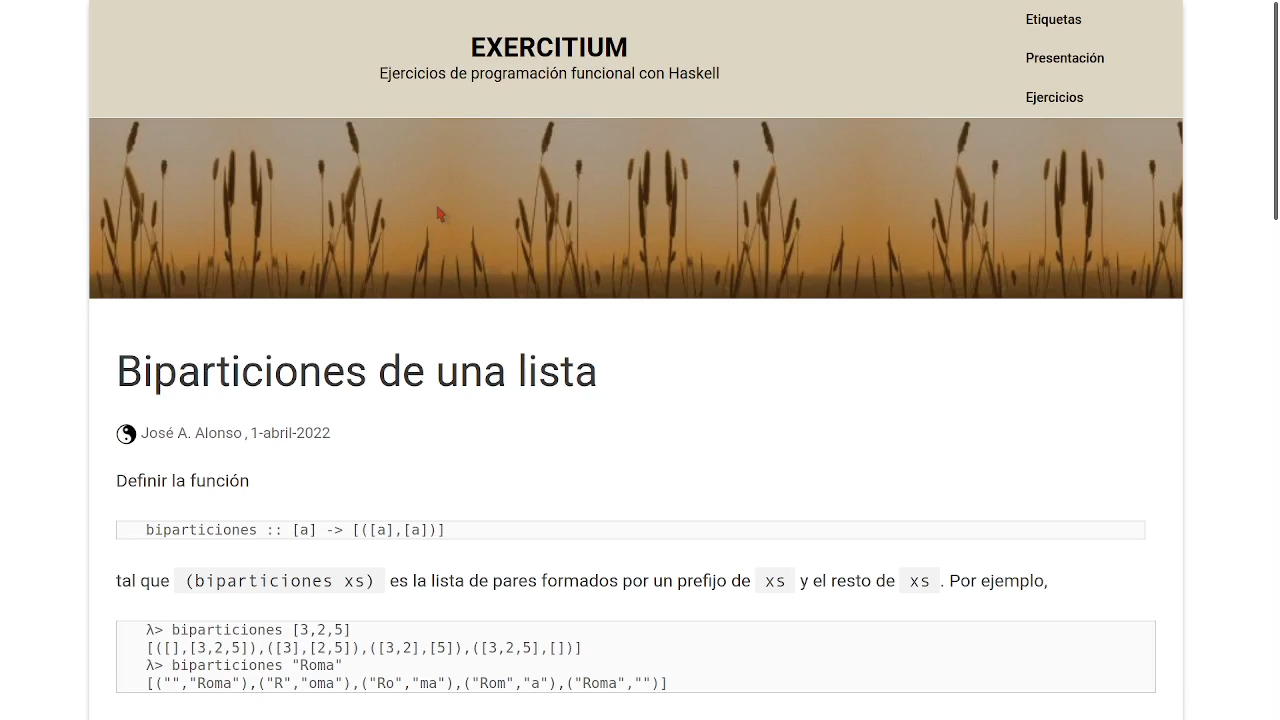 EXERCITIUM
Ejercicios de programación funcional con Haskell
Etiquetas
Presentación
Ejercicios
Biparticiones de una lista
José A. Alonso , 1-abril-2022
Definir la función
biparticiones :: [a] -> [([a],[a])]
tal que (biparticiones xs) es la lista de pares formados por un prefijo de xs y el resto de xs . Por ejemplo,
λ> biparticiones [3,2,5]
[([],[3,2,5]),([3],[2,5]),([3,2],[5]),([3,2,5],[])]
λ> biparticiones "Roma"
[("","Roma"),("R","oma"),("Ro","ma"),("Rom","a"),("Roma","")]